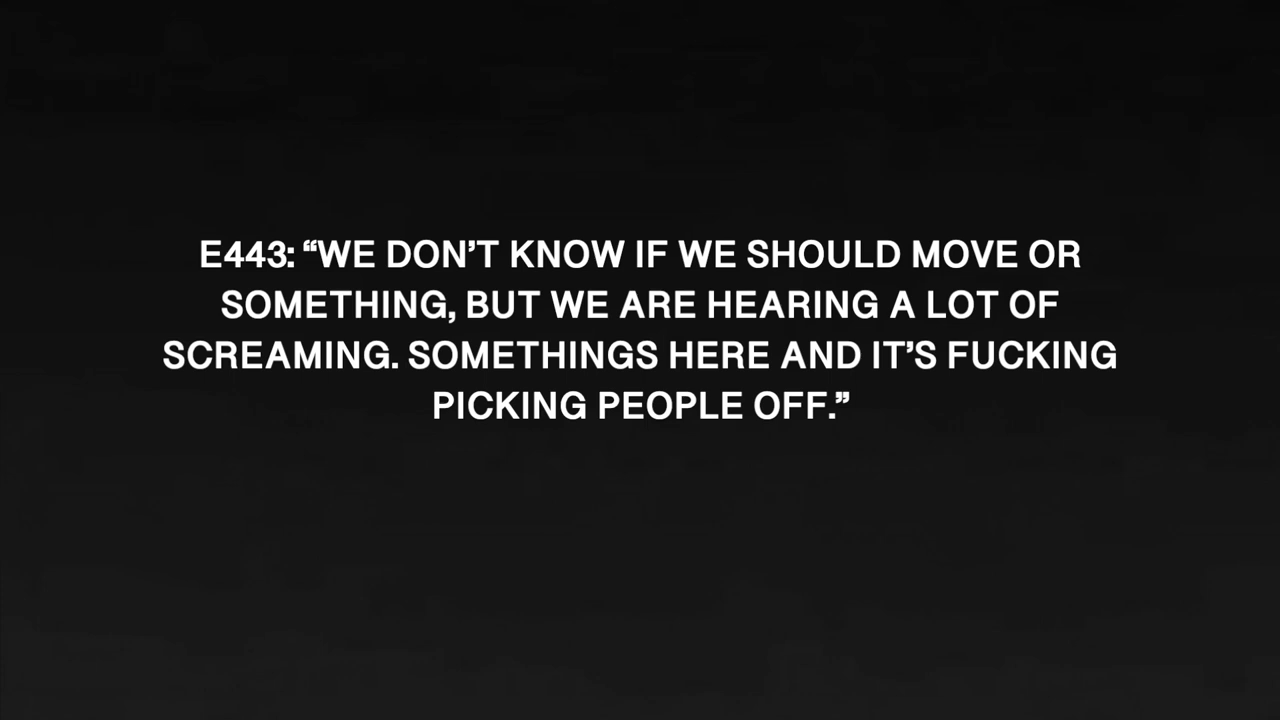 E443: “WE DON’T KNOW IF WE SHOULD MOVE OR
SOMETHING, BUT WE ARE HEARING A LOT OF
SCREAMING. SOMETHINGS HERE AND IT’S FUCKING
PICKING PEOPLE OFF.”